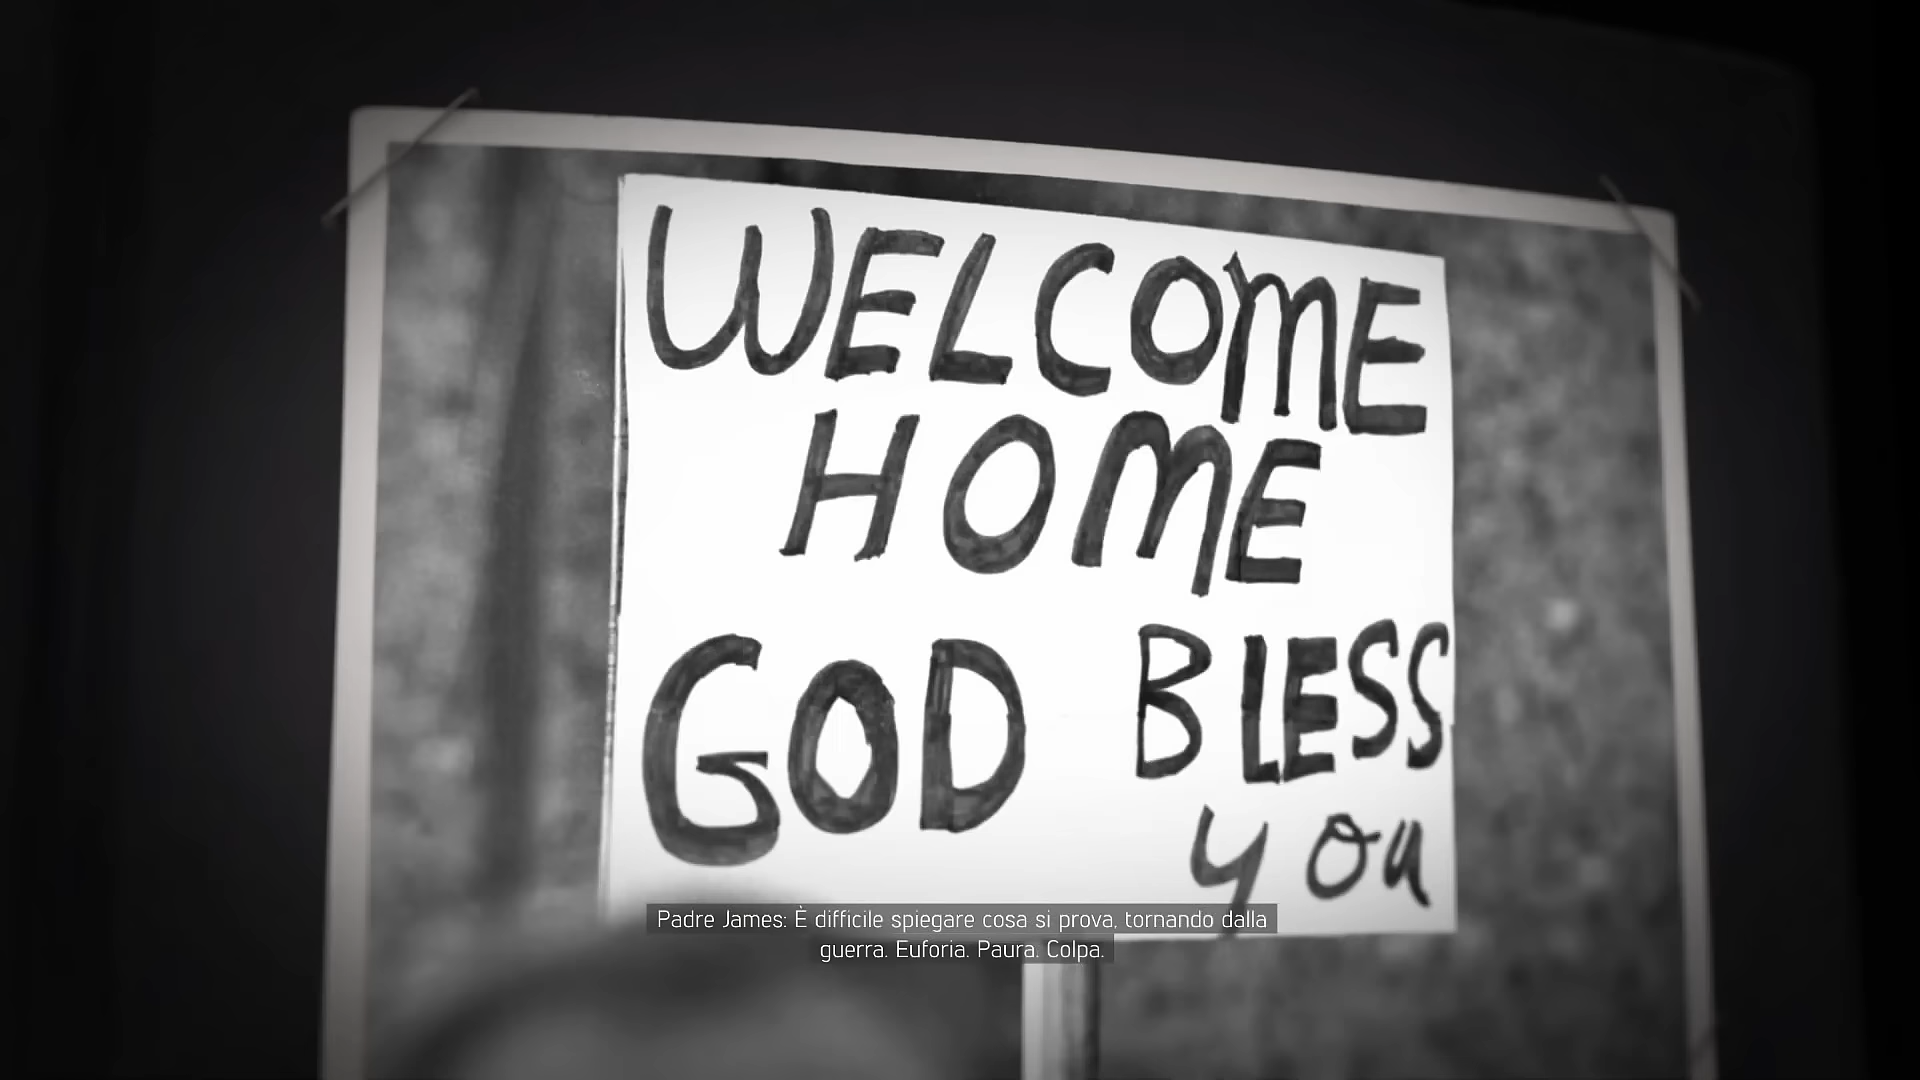 WELCOME
HOME
GOD BLESS
you
Padre James: È difficile spiegare cosa si prova, tornando dalla
guerra. Euforia. Paura. Colpa.